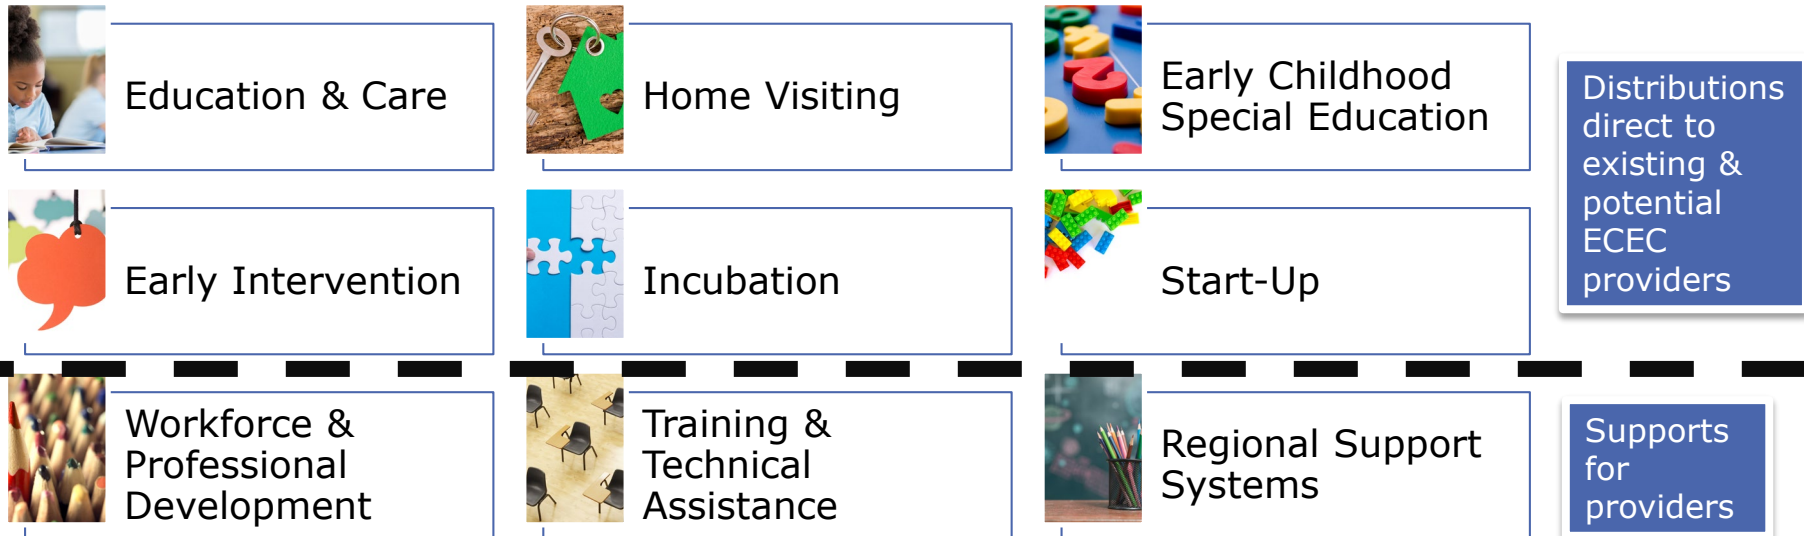 Education & Care
Home Visiting
Early Childhood
Special Education
Distributions
direct to
existing &
potential
ECEC
providers
Early Intervention
Incubation
Start-Up
Workforce &
Professional
Development
Training &
Technical
Assistance
Regional Support
Systems
Supports
for
providers